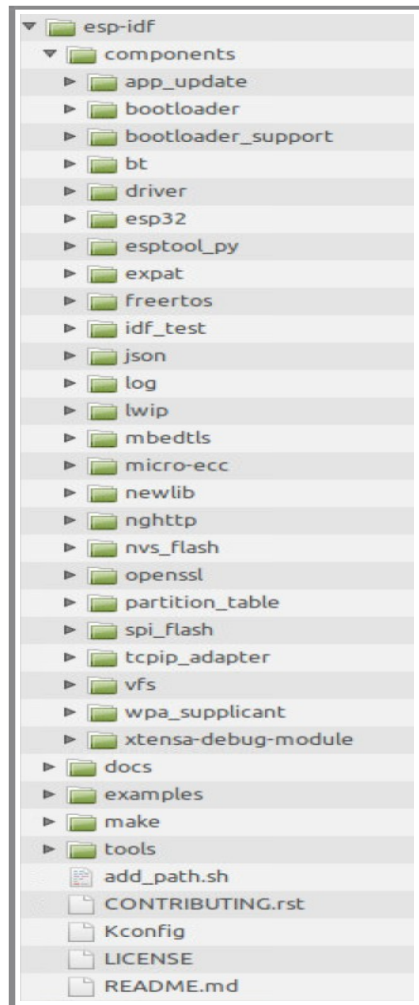 esp-idf
components
app_update
bootloader
bootloader_support
bt
driver
esp32
esptool_py
expat
freertos
idf_test
json
log
lwip
mbedtls
micro-ecc
newlib
nghttp
nvs_flash
openssl
partition_table
spi_flash
tcpip_adapter
vfs
wpa_supplicant
xtensa-debug-module
docs
examples
make
tools
add_path.sh
CONTRIBUTING.rst
Kconfig
LICENSE
README.md